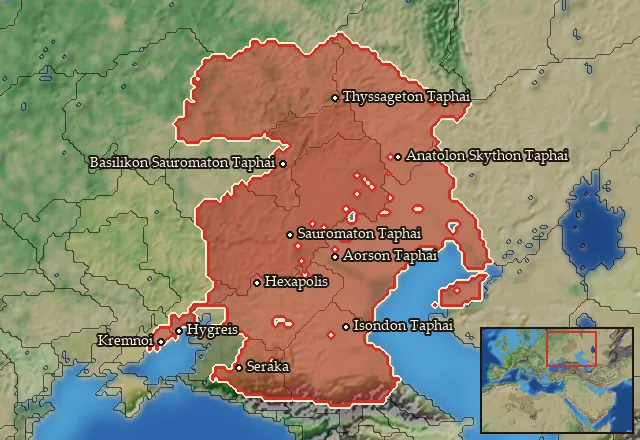 Thyssageton Taphai
Basilikon Sauromaton Taphai
Anatolon Skython Taphai
Sauromaton Taphai
Aorson Taphai
Hexapolis
Isondon Taphai
Hygreis
Kremnoi
Seraka